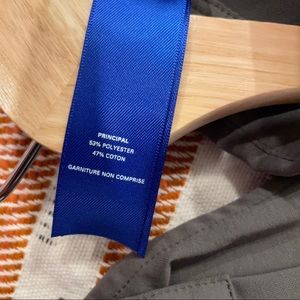 PRINCIPAL
53% POLYESTER
47% COTON
GARNITURE NON COMPRISE